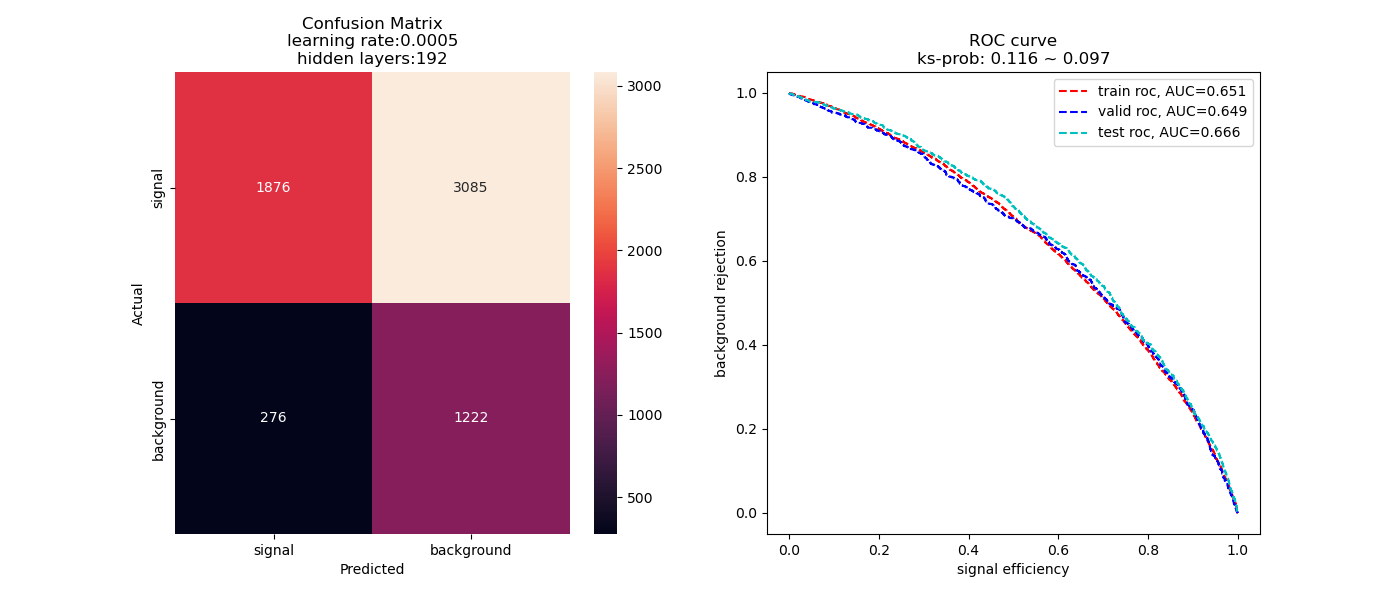 Confusion Matrix
learning rate:0.0005
hidden layers:192
signal
background
Actual
1876
3085
276
1222
signal
background
Predicted
3000
2500
2000
1500
1000
500
ROC curve
ks-prob: 0.116 ~ 0.097
train roc, AUC=0.651
valid roc, AUC=0.649
test roc, AUC=0.666
background rejection
1.0
0.8
0.6
0.4
0.2
0.0
0.0
0.2
0.4
0.6
0.8
1.0
signal efficiency